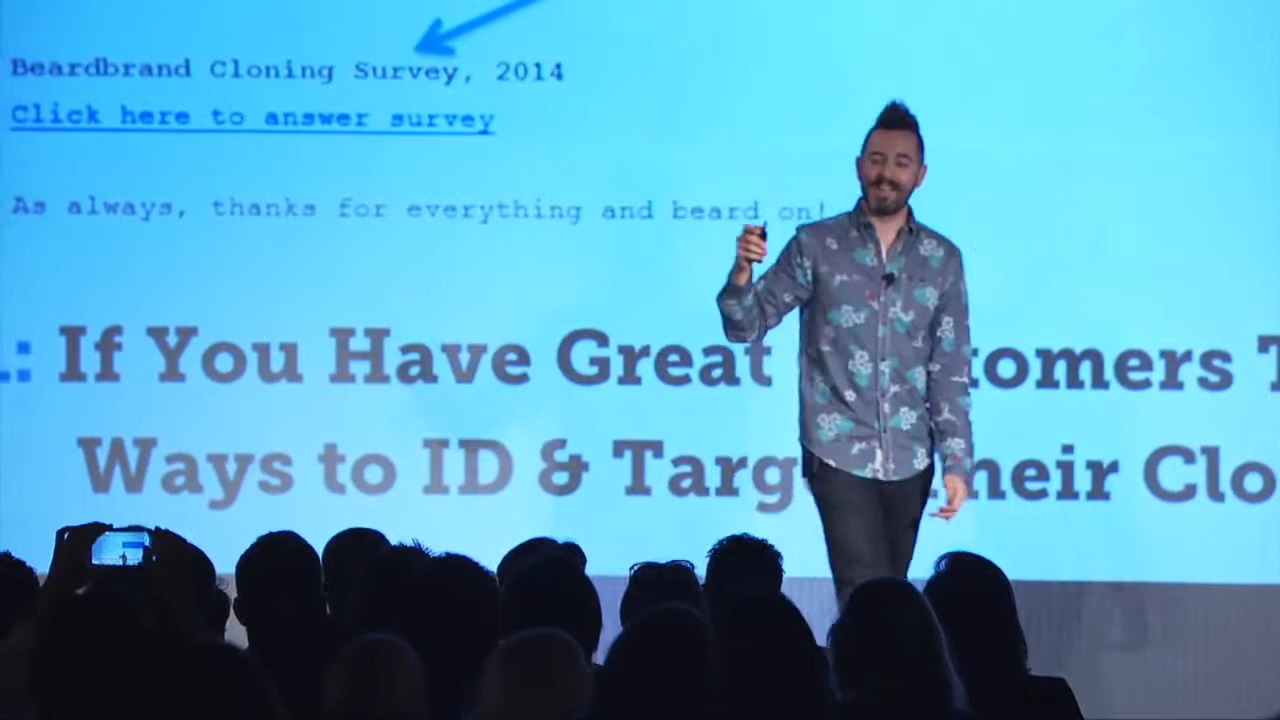 Beardbrand Cloning Survey, 2014
Click here to answer survey
As always, thanks for everything and beard on!
.: If You Have Great tomers T
Ways to ID & Targ heir Clo